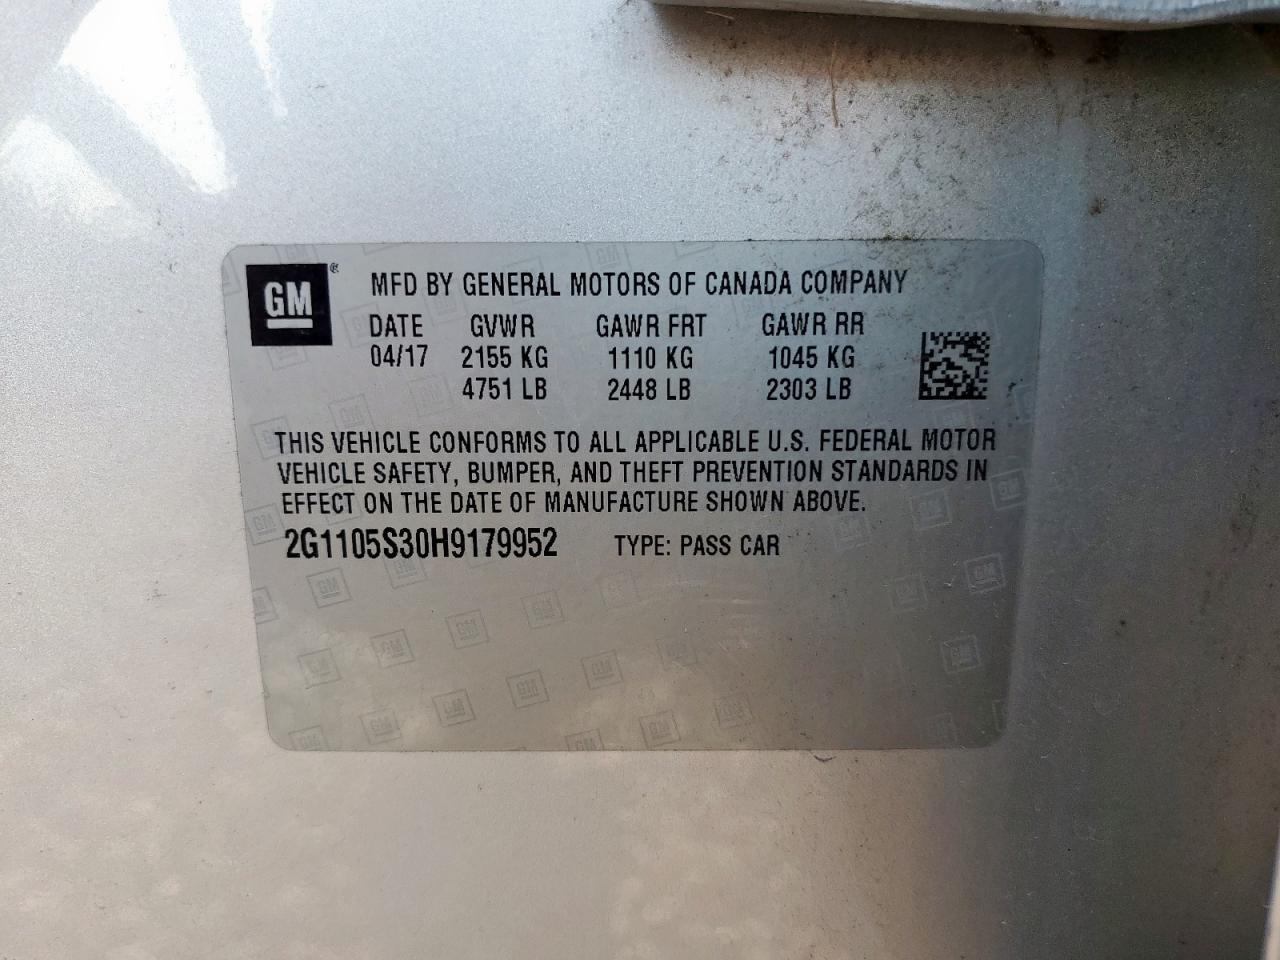 GM ® MFD BY GENERAL MOTORS OF CANADA COMPANY
DATE GVWR GAWR FRT GAWR RR
04/17 2155 KG 1110 KG 1045 KG
4751 LB 2448 LB 2303 LB
THIS VEHICLE CONFORMS TO ALL APPLICABLE U.S. FEDERAL MOTOR
VEHICLE SAFETY, BUMPER, AND THEFT PREVENTION STANDARDS IN
EFFECT ON THE DATE OF MANUFACTURE SHOWN ABOVE.
2G1105S30H9179952 TYPE: PASS CAR